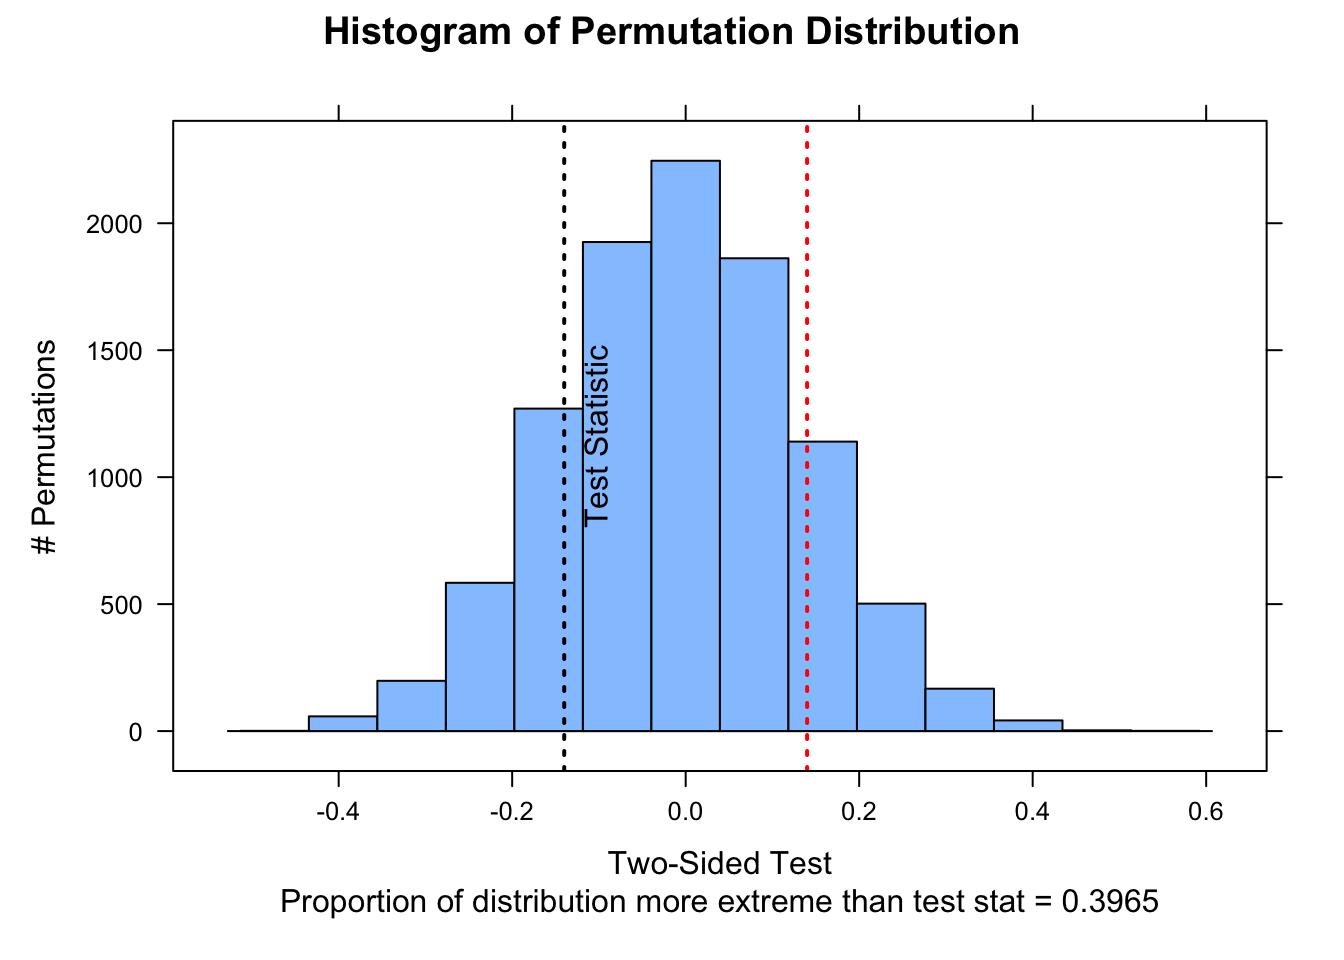 Histogram of Permutation Distribution
2000
1500
1000
500
0
# Permutations
Test Statistic
-0.4 -0.2 0.0 0.2 0.4 0.6
Two-Sided Test
Proportion of distribution more extreme than test stat = 0.3965